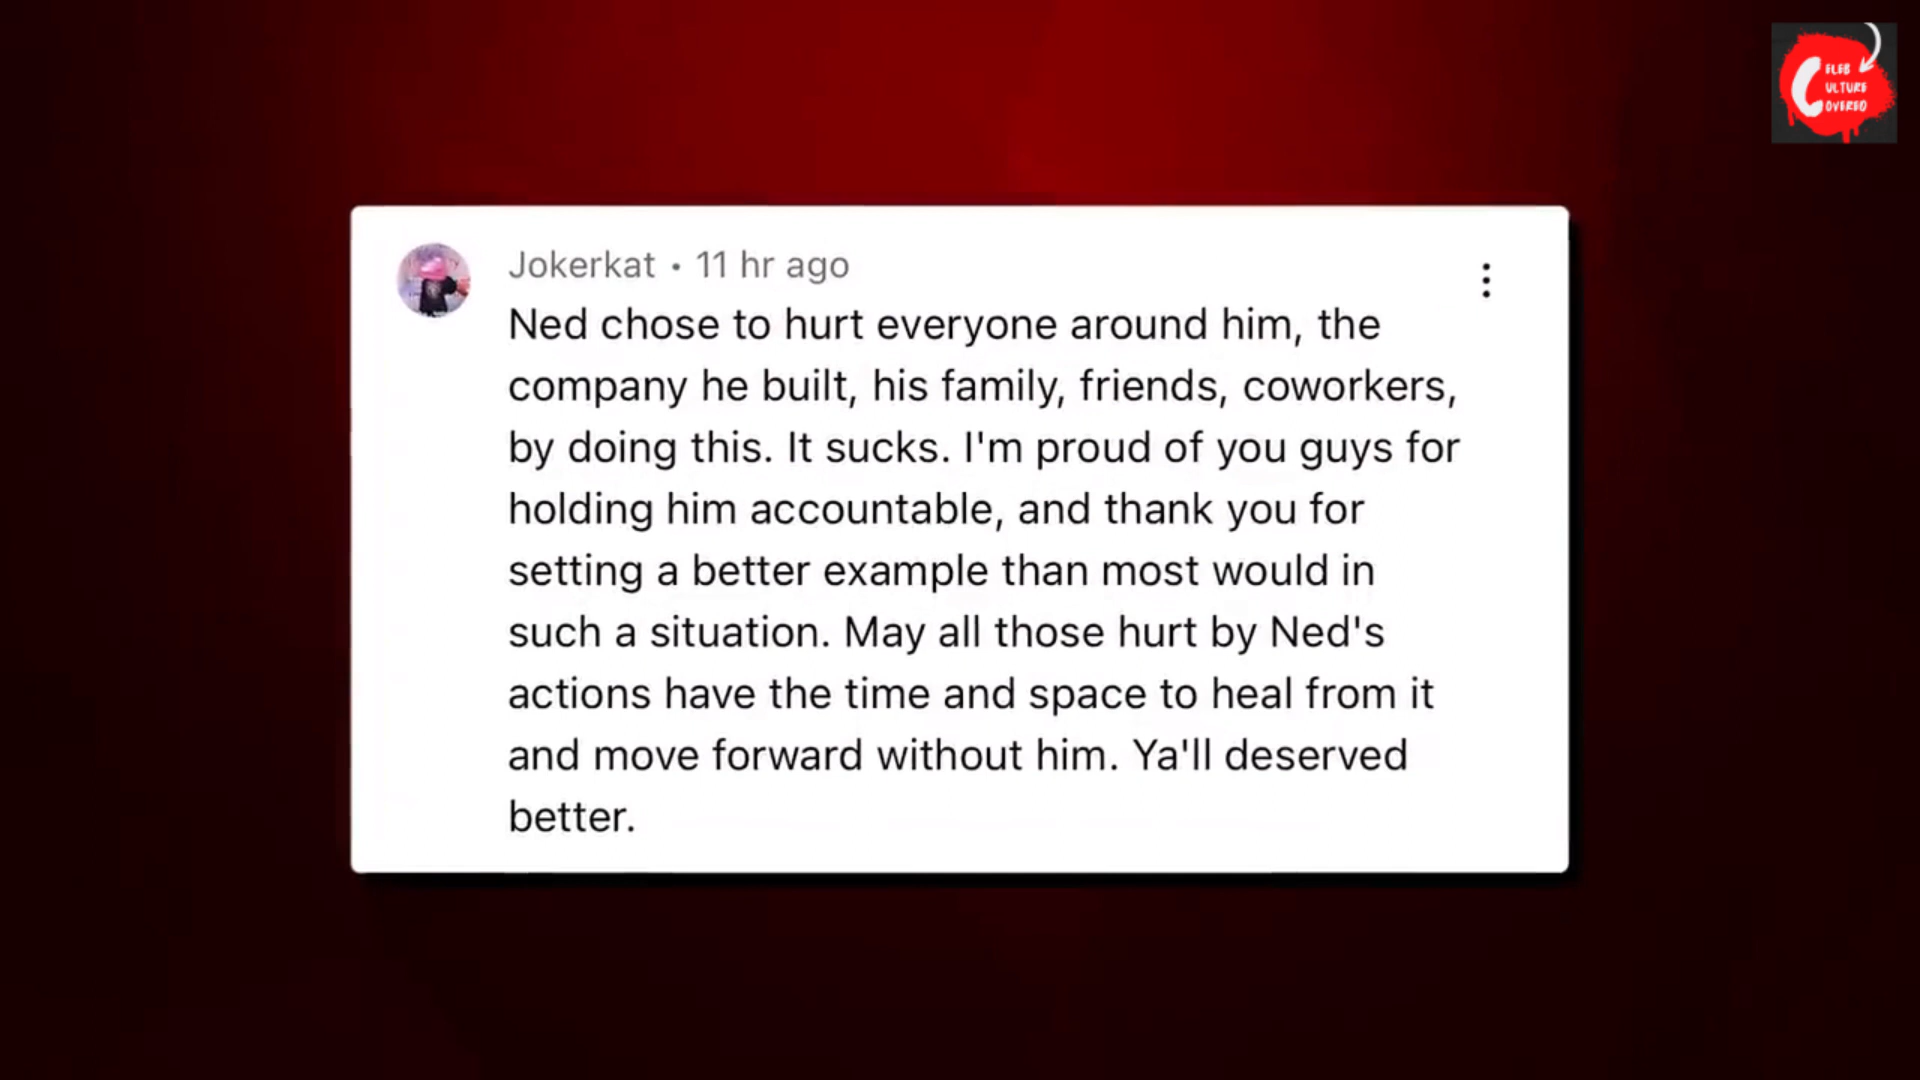 Jokerkat • 11 hr ago
Ned chose to hurt everyone around him, the
company he built, his family, friends, coworkers,
by doing this. It sucks. I'm proud of you guys for
holding him accountable, and thank you for
setting a better example than most would in
such a situation. May all those hurt by Ned's
actions have the time and space to heal from it
and move forward without him. Ya'll deserved
better.
CELEB
CULTURE
COVERED